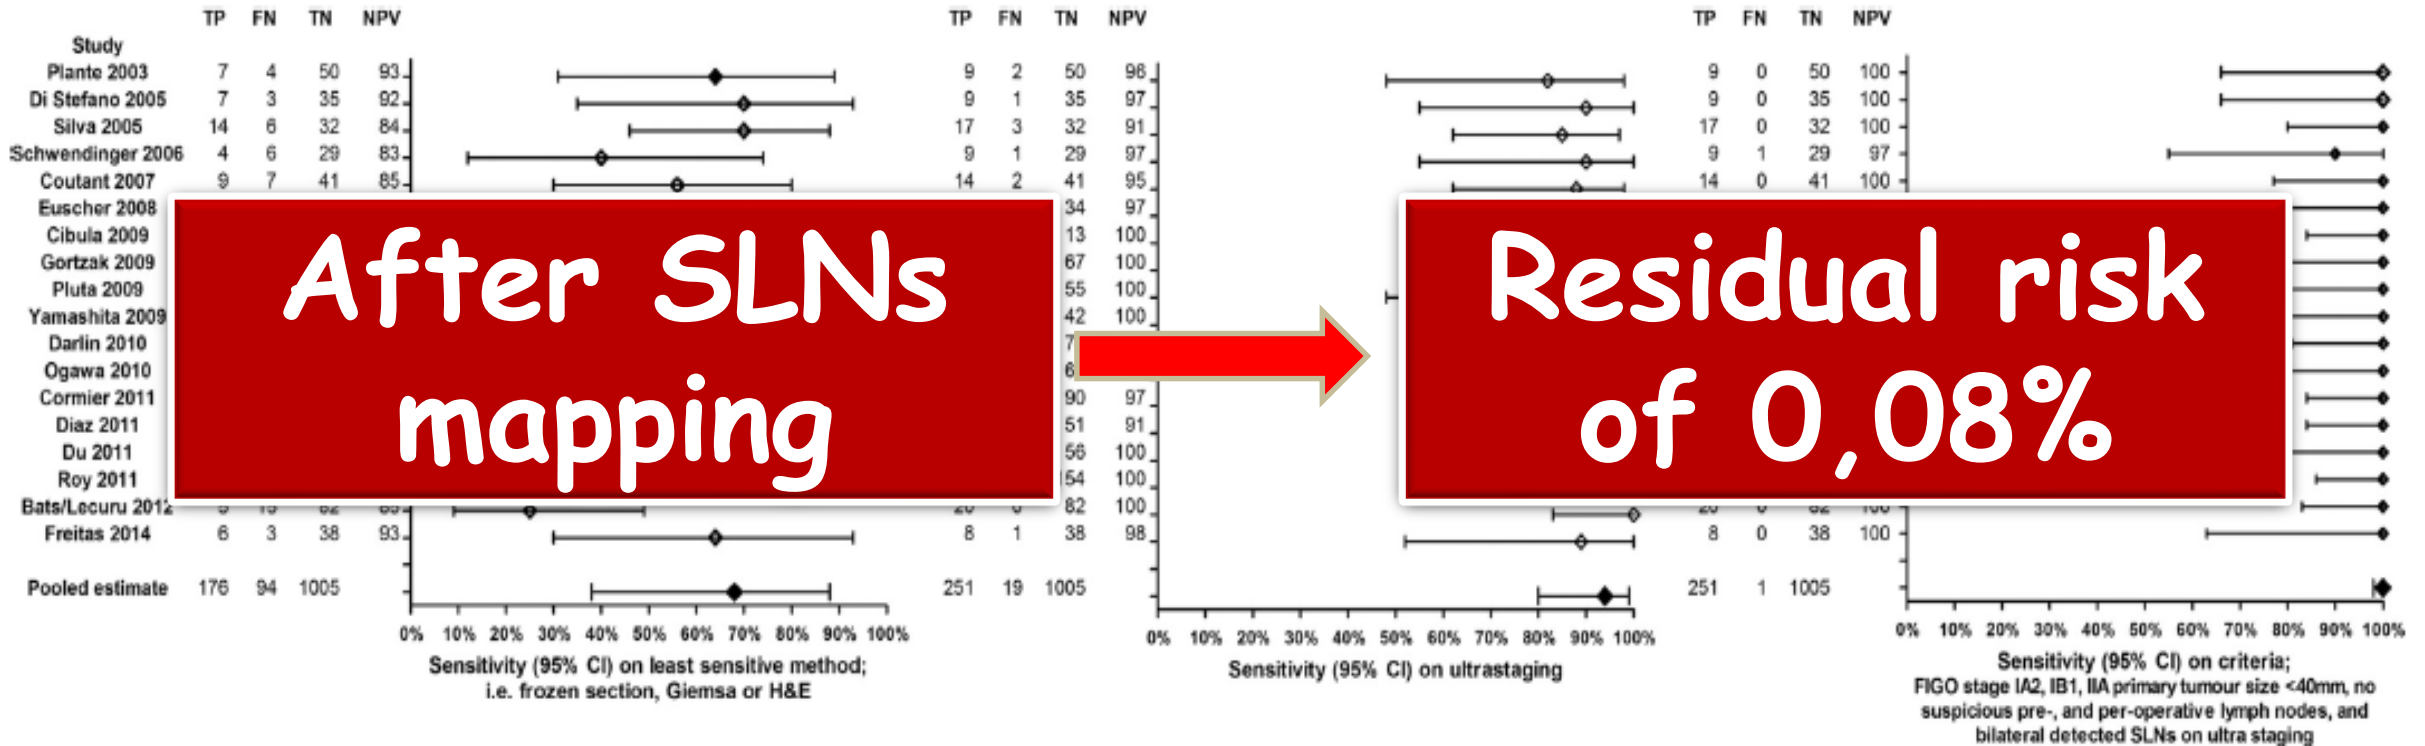 TP FN TN NPV TP FN TN NPV TP FN TN NPV
Study
Plante 2003 7 4 50 93 9 2 50 96 9 0 50 100
Di Stefano 2005 7 3 35 92 9 1 35 97 9 0 35 100
Silva 2005 14 6 32 84 17 3 32 91 17 0 32 100
Schwendinger 2006 4 6 29 83 9 1 29 97 9 1 29 97
Coutant 2007 9 7 41 85 14 2 41 95 14 0 41 100
Euscher 2008 34 97
Cibula 2009 13 100
Gortzak 2009 67 100
Pluta 2009 55 100
Yamashita 2009 42 100
Darlin 2010
Ogawa 2010
Cormier 2011 90 97
Diaz 2011 51 91
Du 2011 56 100
Roy 2011 154 100
Bats/Lecuru 2012 82 100
Freitas 2014 6 3 38 93 8 1 38 98 8 0 38 100
After SLNs
mapping
Residual risk
of 0,08%
Pooled estimate 176 94 1005 251 19 1005 251 1 1005
0% 10% 20% 30% 40% 50% 60% 70% 80% 90% 100%
Sensitivity (95% CI) on least sensitive method;
i.e. frozen section, Giemsa or H&E
0% 10% 20% 30% 40% 50% 60% 70% 80% 90% 100%
Sensitivity (95% CI) on ultrastaging
0% 10% 20% 30% 40% 50% 60% 70% 80% 90% 100%
Sensitivity (95% CI) on criteria;
FIGO stage IA2, IB1, IIA primary tumour size <40mm, no
suspicious pre-, and per-operative lymph nodes, and
bilateral detected SLNs on ultra staging